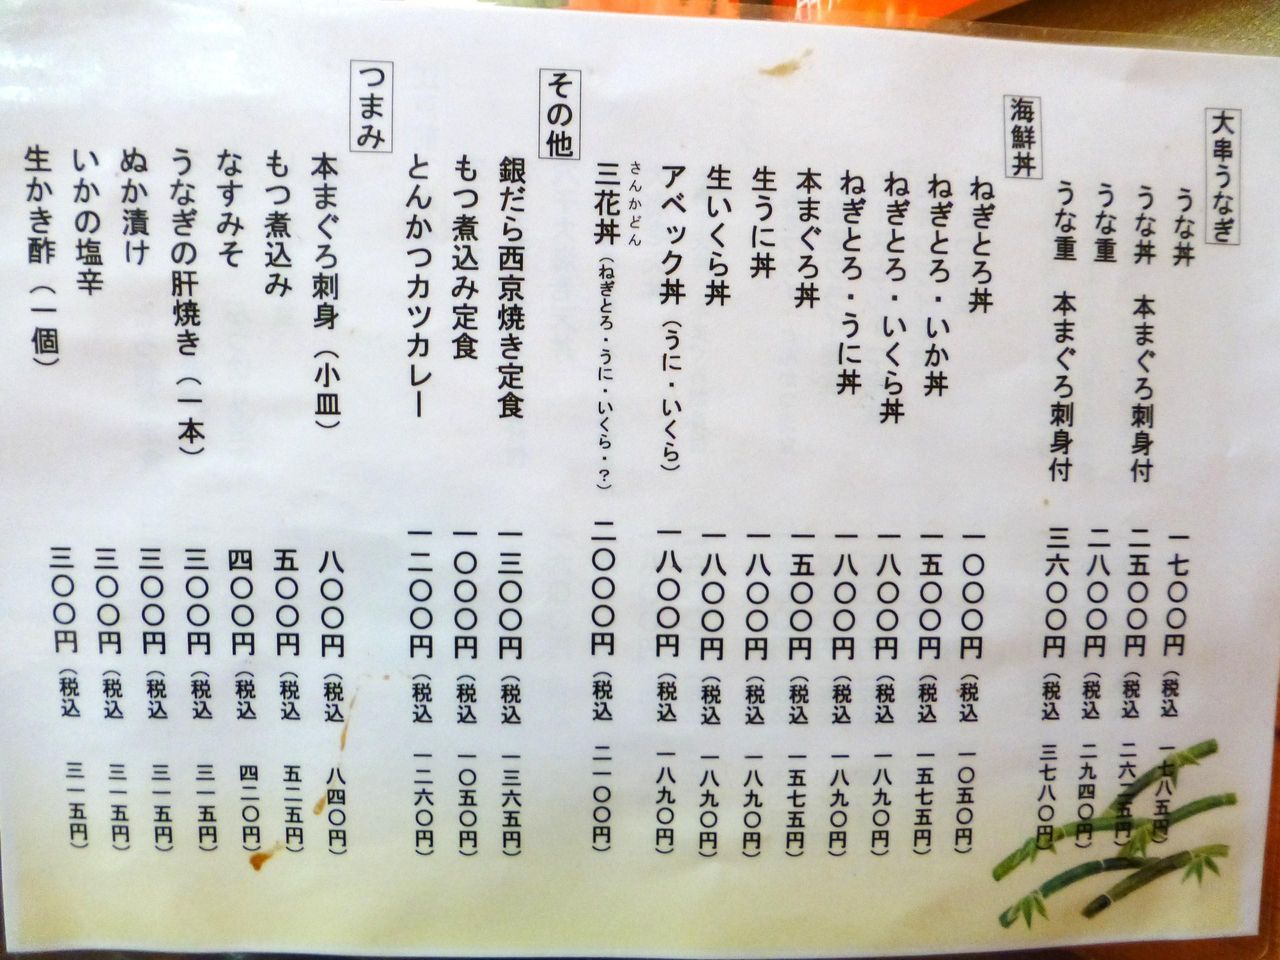 大串うなぎ
うな丼 一七〇〇円(税込 一七八五円)
うな丼 本まぐろ刺身付 二五〇〇円(税込 二六二五円)
うな重 二八〇〇円(税込 二九四〇円)
うな重 本まぐろ刺身付 三六〇〇円(税込 三七八〇円)
海鮮丼
ねぎとろ丼 一〇〇〇円(税込 一〇五〇円)
ねぎとろ・いか丼 一五〇〇円(税込 一五七五円)
ねぎとろ・いくら丼 一八〇〇円(税込 一八九〇円)
ねぎとろ・うに丼 一八〇〇円(税込 一八九〇円)
本まぐろ丼 一五〇〇円(税込 一五七五円)
生うに丼 一八〇〇円(税込 一八九〇円)
生いくら丼 一八〇〇円(税込 一八九〇円)
アベック丼(うに・いくら) 一八〇〇円(税込 一八九〇円)
さんかどん
三花丼(ねぎとろ・うに・いくら・?) 二〇〇〇円(税込 二一〇〇円)
その他
銀だら西京焼き定食 一三〇〇円(税込 一三六五円)
もつ煮込み定食 一〇〇〇円(税込 一〇五〇円)
とんかつカツカレー 一二〇〇円(税込 一二六〇円)
つまみ
本まぐろ刺身(小皿) 八〇〇円(税込 八四〇円)
もつ煮込み 五〇〇円(税込 五二五円)
なすみそ 四〇〇円(税込 四二〇円)
うなぎの肝焼き(一本) 三〇〇円(税込 三一五円)
ぬか漬け 三〇〇円(税込 三一五円)
いかの塩辛 三〇〇円(税込 三一五円)
生かき酢(一個) 三〇〇円(税込 三一五円)